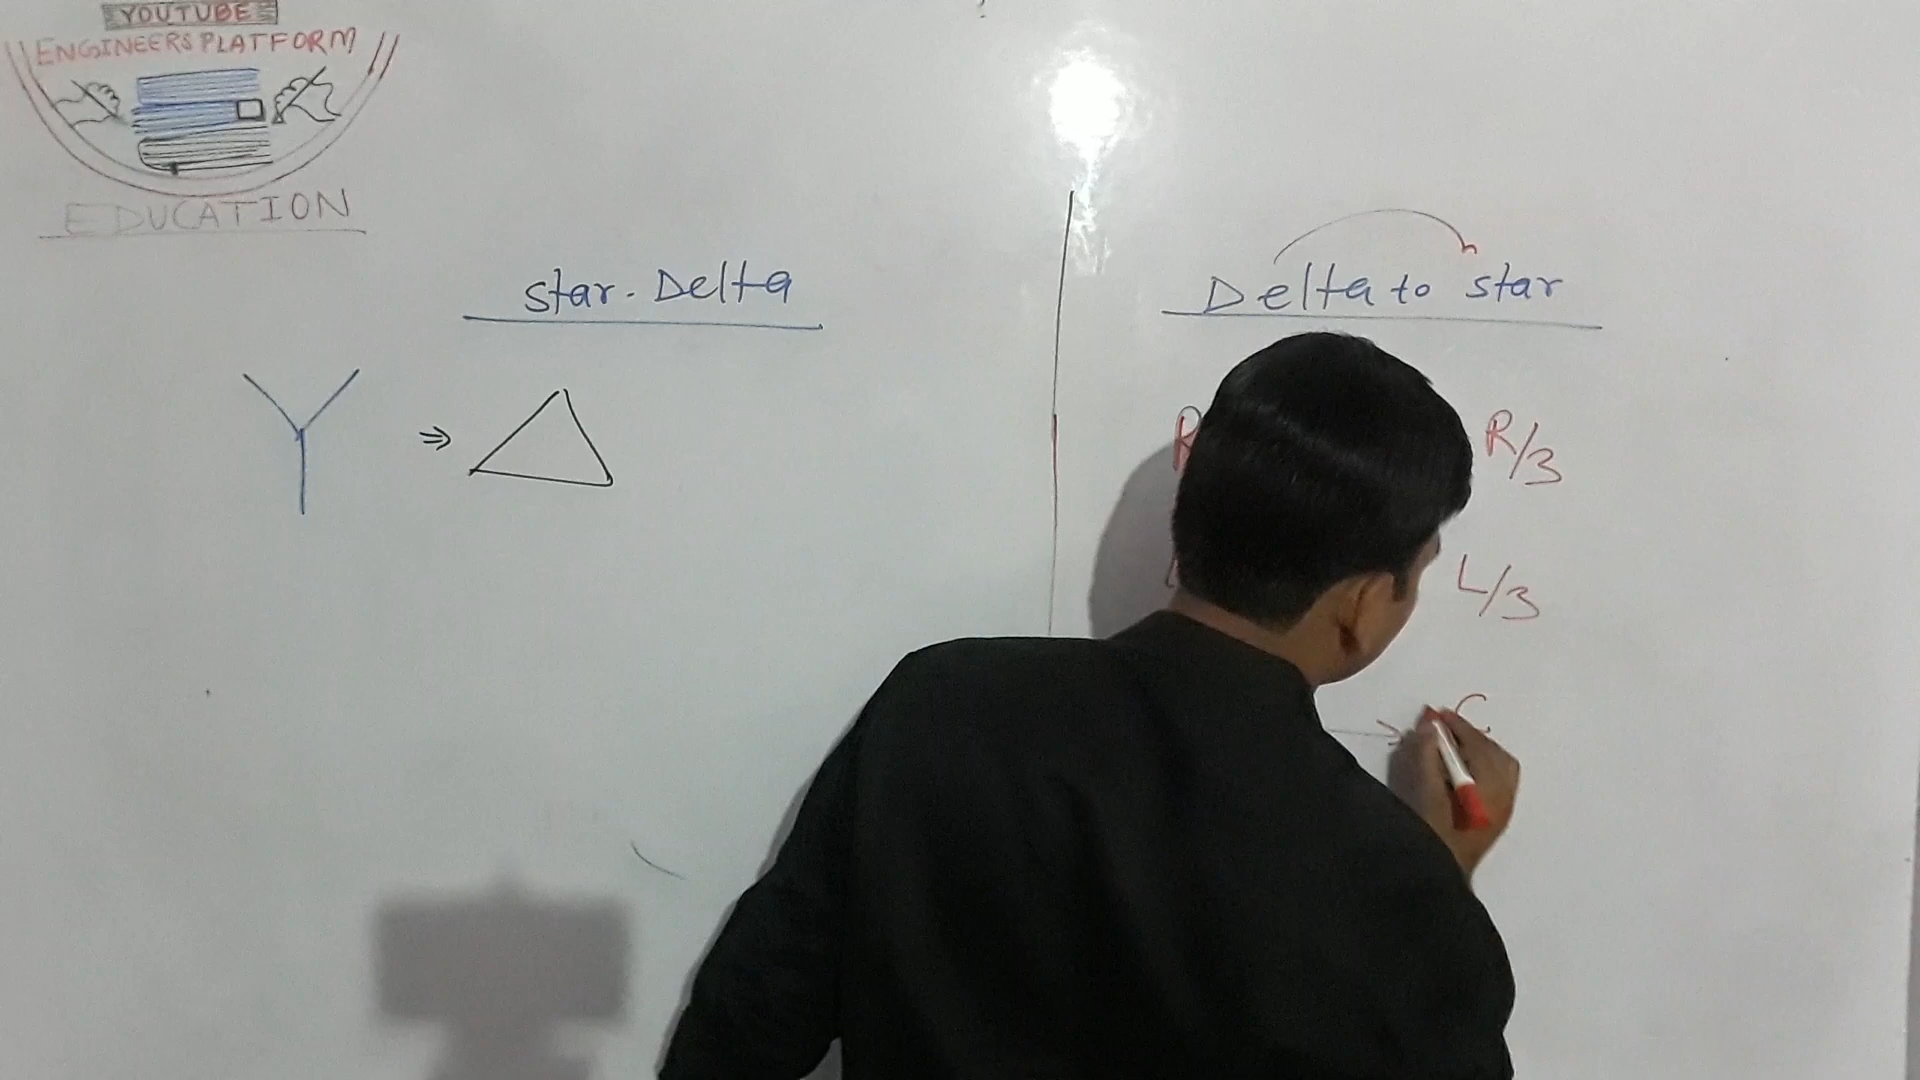 YOUTUBE
ENGINEERS PLATFORM
EDUCATION
Star - Delta
Delta to star
R R/3
L/3
C